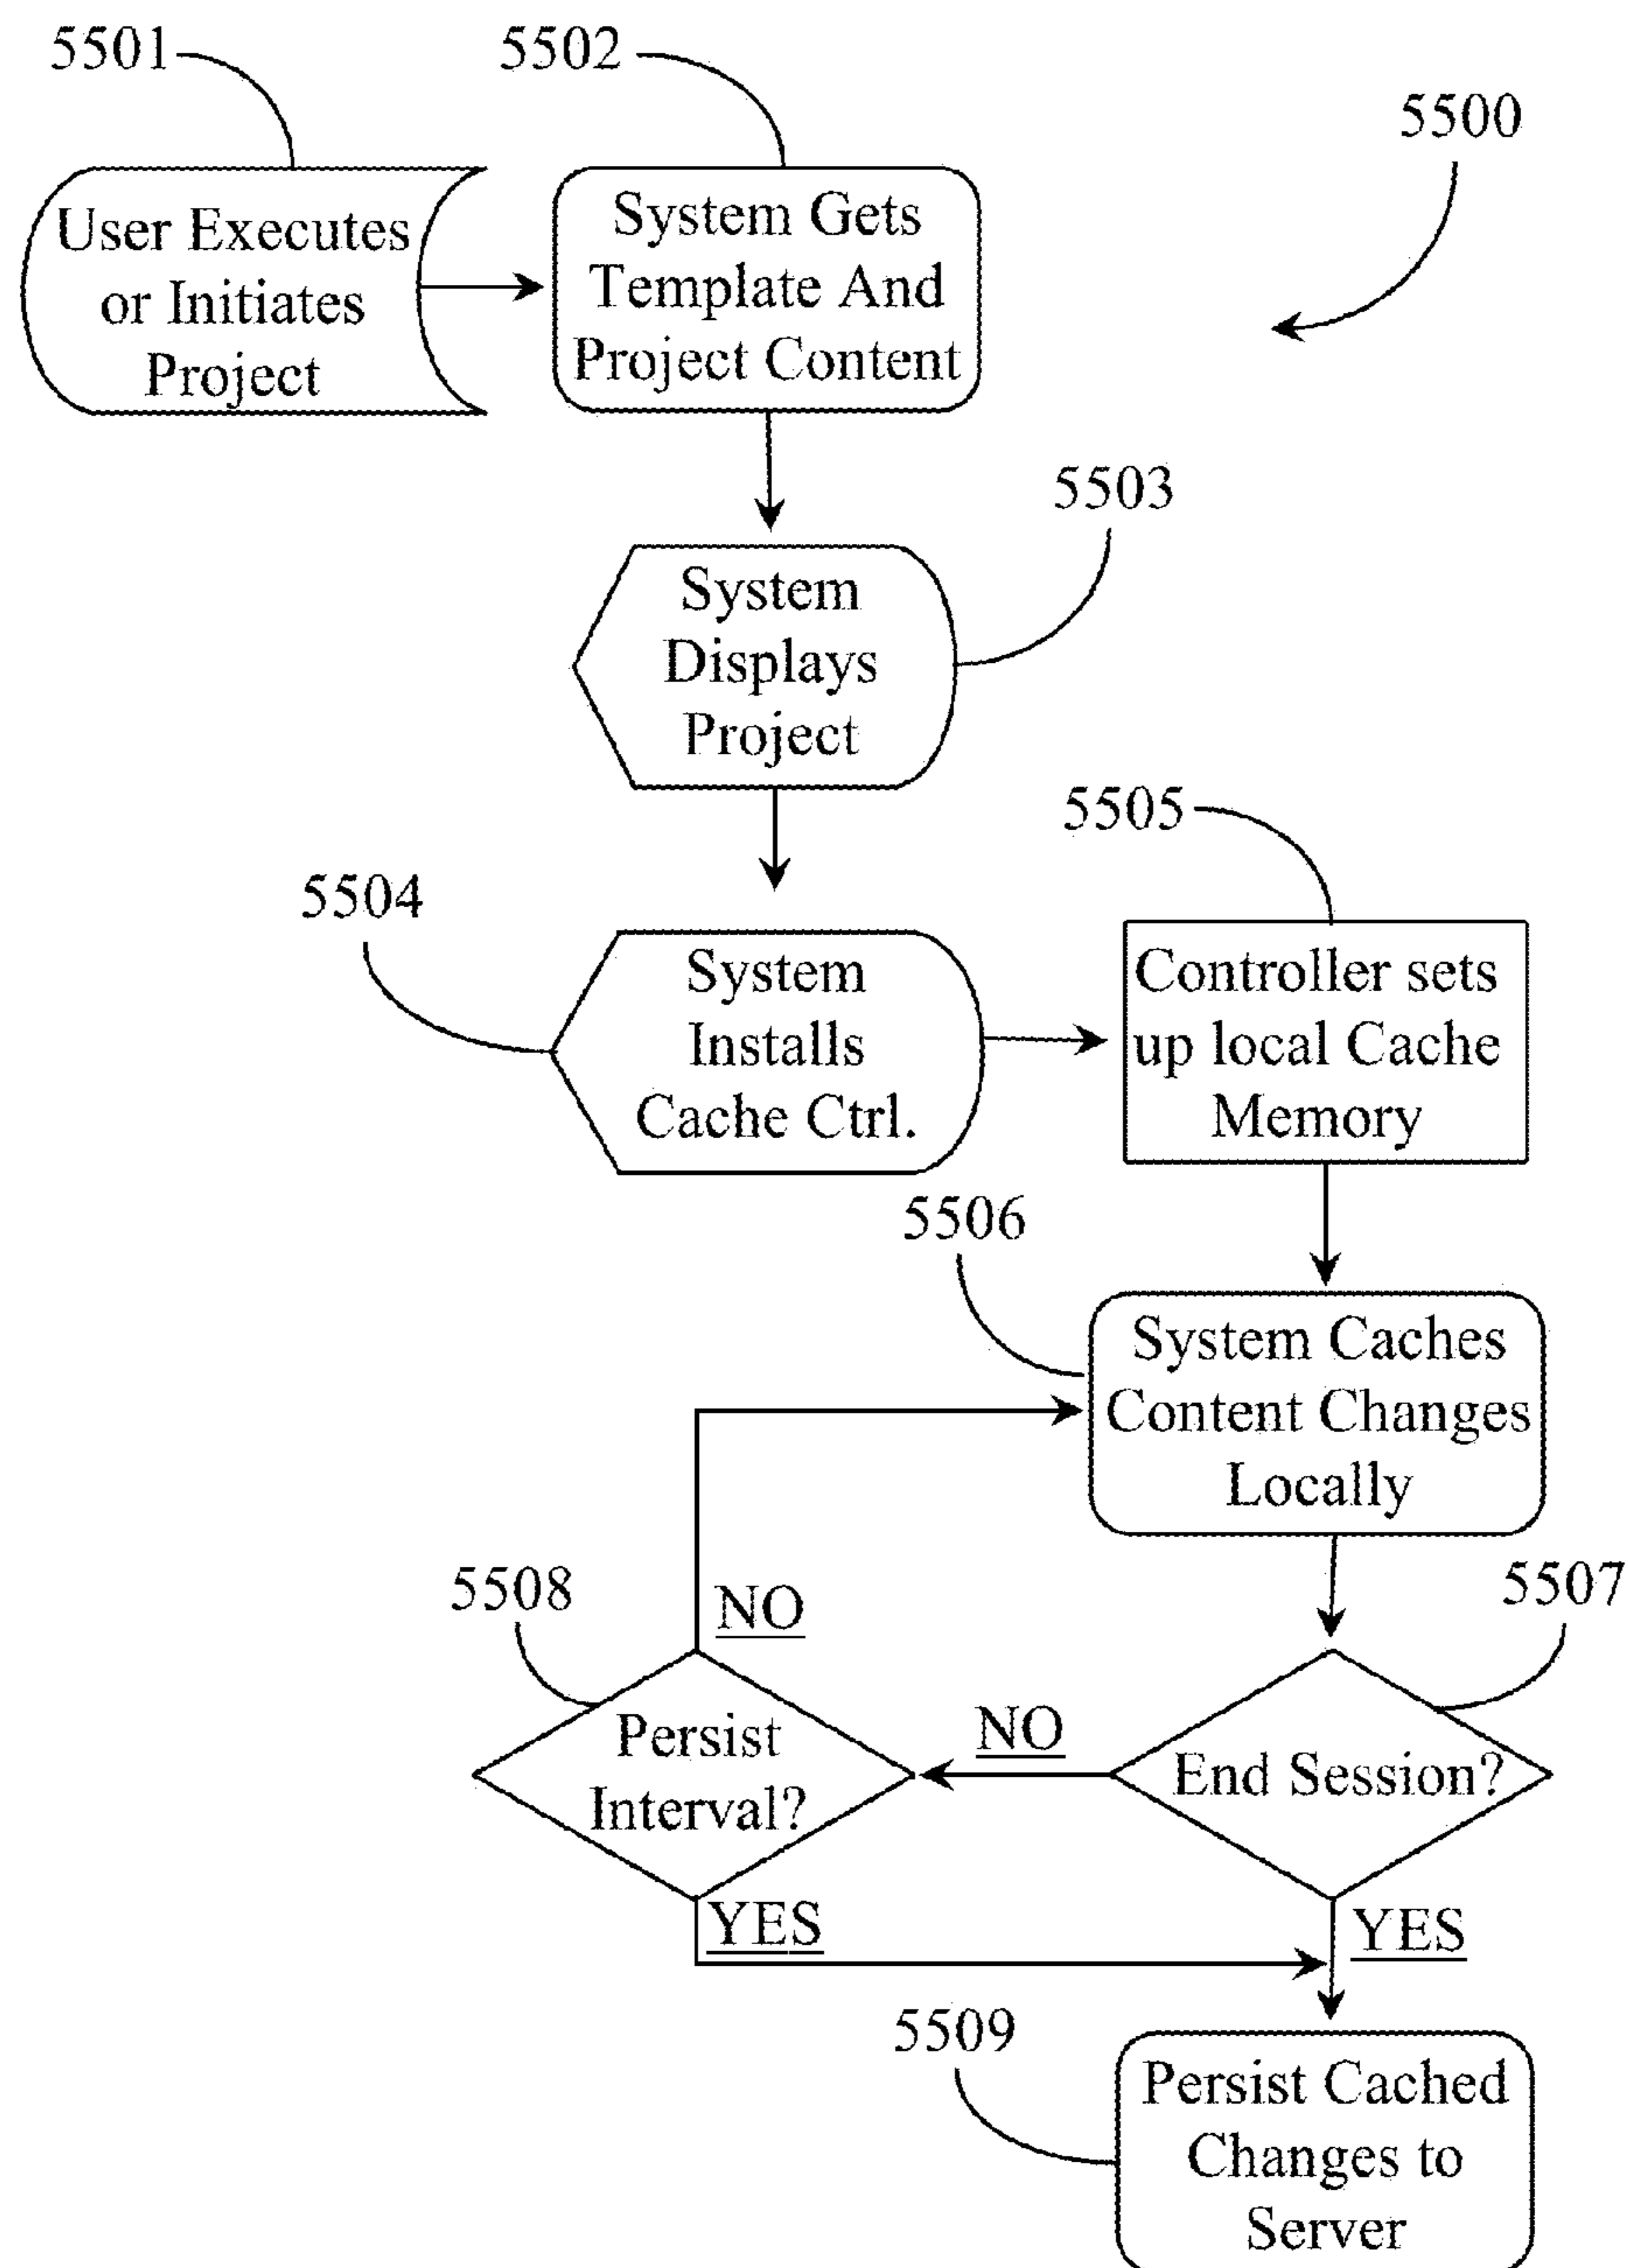 5501
5502
5500
User Executes
or Initiates
Project
System Gets
Template And
Project Content
5503
System
Displays
Project
5504
5505
System
Installs
Cache Ctrl.
Controller sets
up local Cache
Memory
5506
System Caches
Content Changes
Locally
5508
NO
5507
Persist
Interval?
NO
End Session?
YES
YES
5509
Persist Cached
Changes to
Server